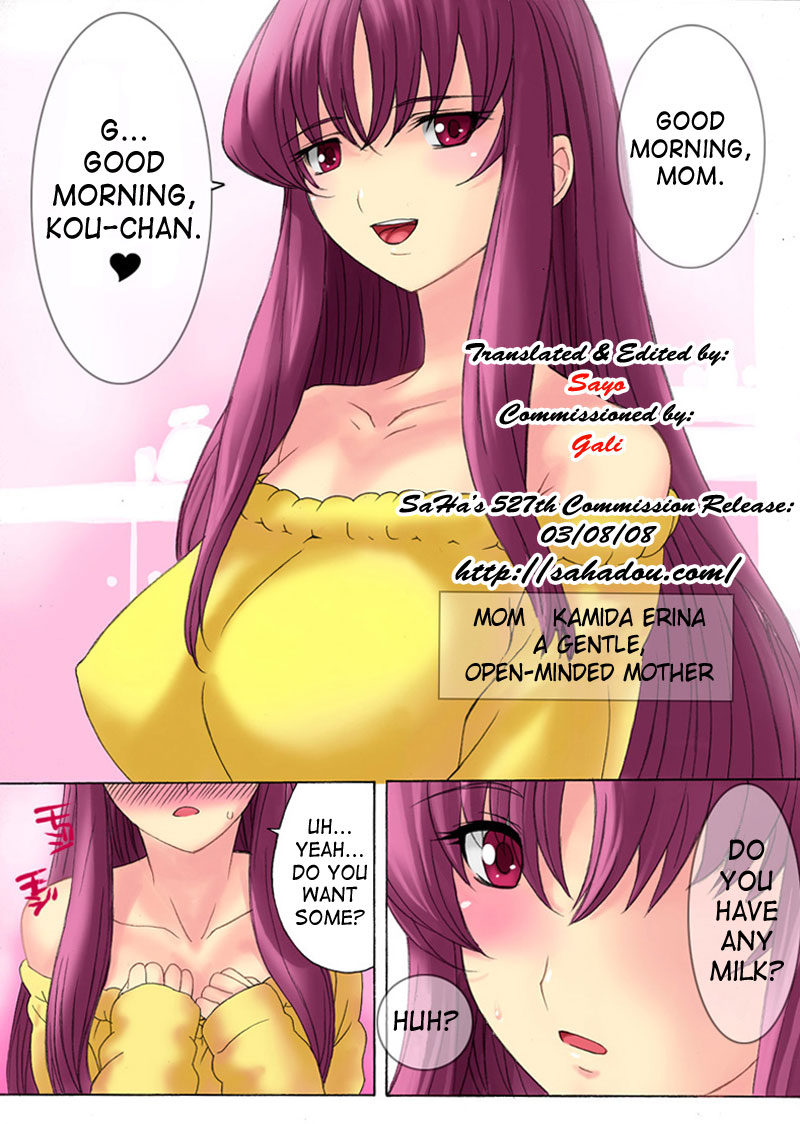 GOOD
MORNING,
MOM.
G...
GOOD
MORNING,
KOU-CHAN.
♥
Translated & Edited by:
Sayo
Commissioned by:
Gali
SaHa's 527th Commission Release:
03/08/08
http://sahadou.com/
MOM KAMIDA ERINA
A GENTLE,
OPEN-MINDED MOTHER
DO
YOU
HAVE
ANY
MILK?
HUH?
UH...
YEAH...
DO YOU
WANT
SOME?